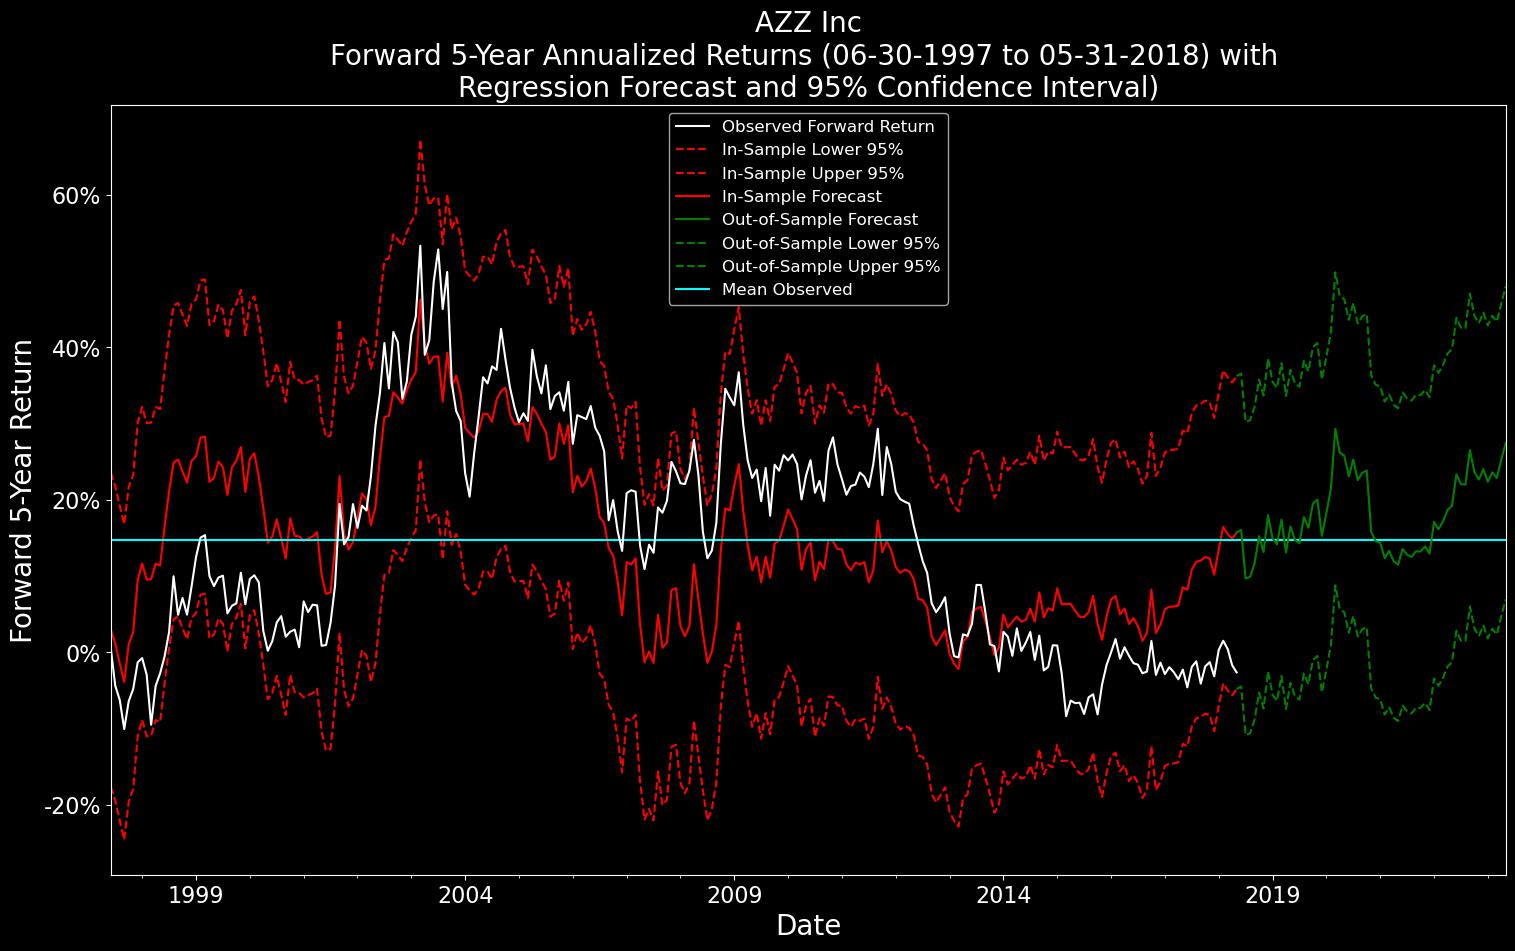 AZZ Inc
Forward 5-Year Annualized Returns (06-30-1997 to 05-31-2018) with
Regression Forecast and 95% Confidence Interval)
Observed Forward Return
In-Sample Lower 95%
In-Sample Upper 95%
In-Sample Forecast
Out-of-Sample Forecast
Out-of-Sample Lower 95%
Out-of-Sample Upper 95%
Mean Observed
Forward 5-Year Return
60%
40%
20%
0%
-20%
1999 2004 2009 2014 2019
Date